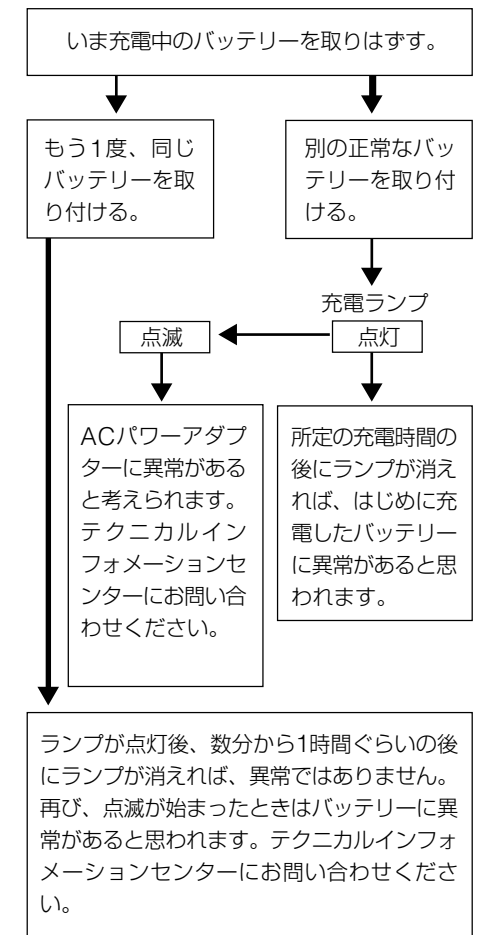 いま充電中のバッテリーを取りはずす。
もう1度、同じ
バッテリーを取
り付ける。
別の正常なバッ
テリーを取り付
ける。
充電ランプ
点滅
点灯
ACパワーアダプ
ターに異常がある
と考えられます。
テクニカルイン
フォメーションセ
ンターにお問い合
わせください。
所定の充電時間の
後にランプが消え
れば、はじめに充
電したバッテリー
に異常があると思
われます。
ランプが点灯後、数分から1時間ぐらいの後
にランプが消えれば、異常ではありません。
再び、点滅が始まったときはバッテリーに異
常があると思われます。テクニカルインフォ
メーションセンターにお問い合わせくださ
い。